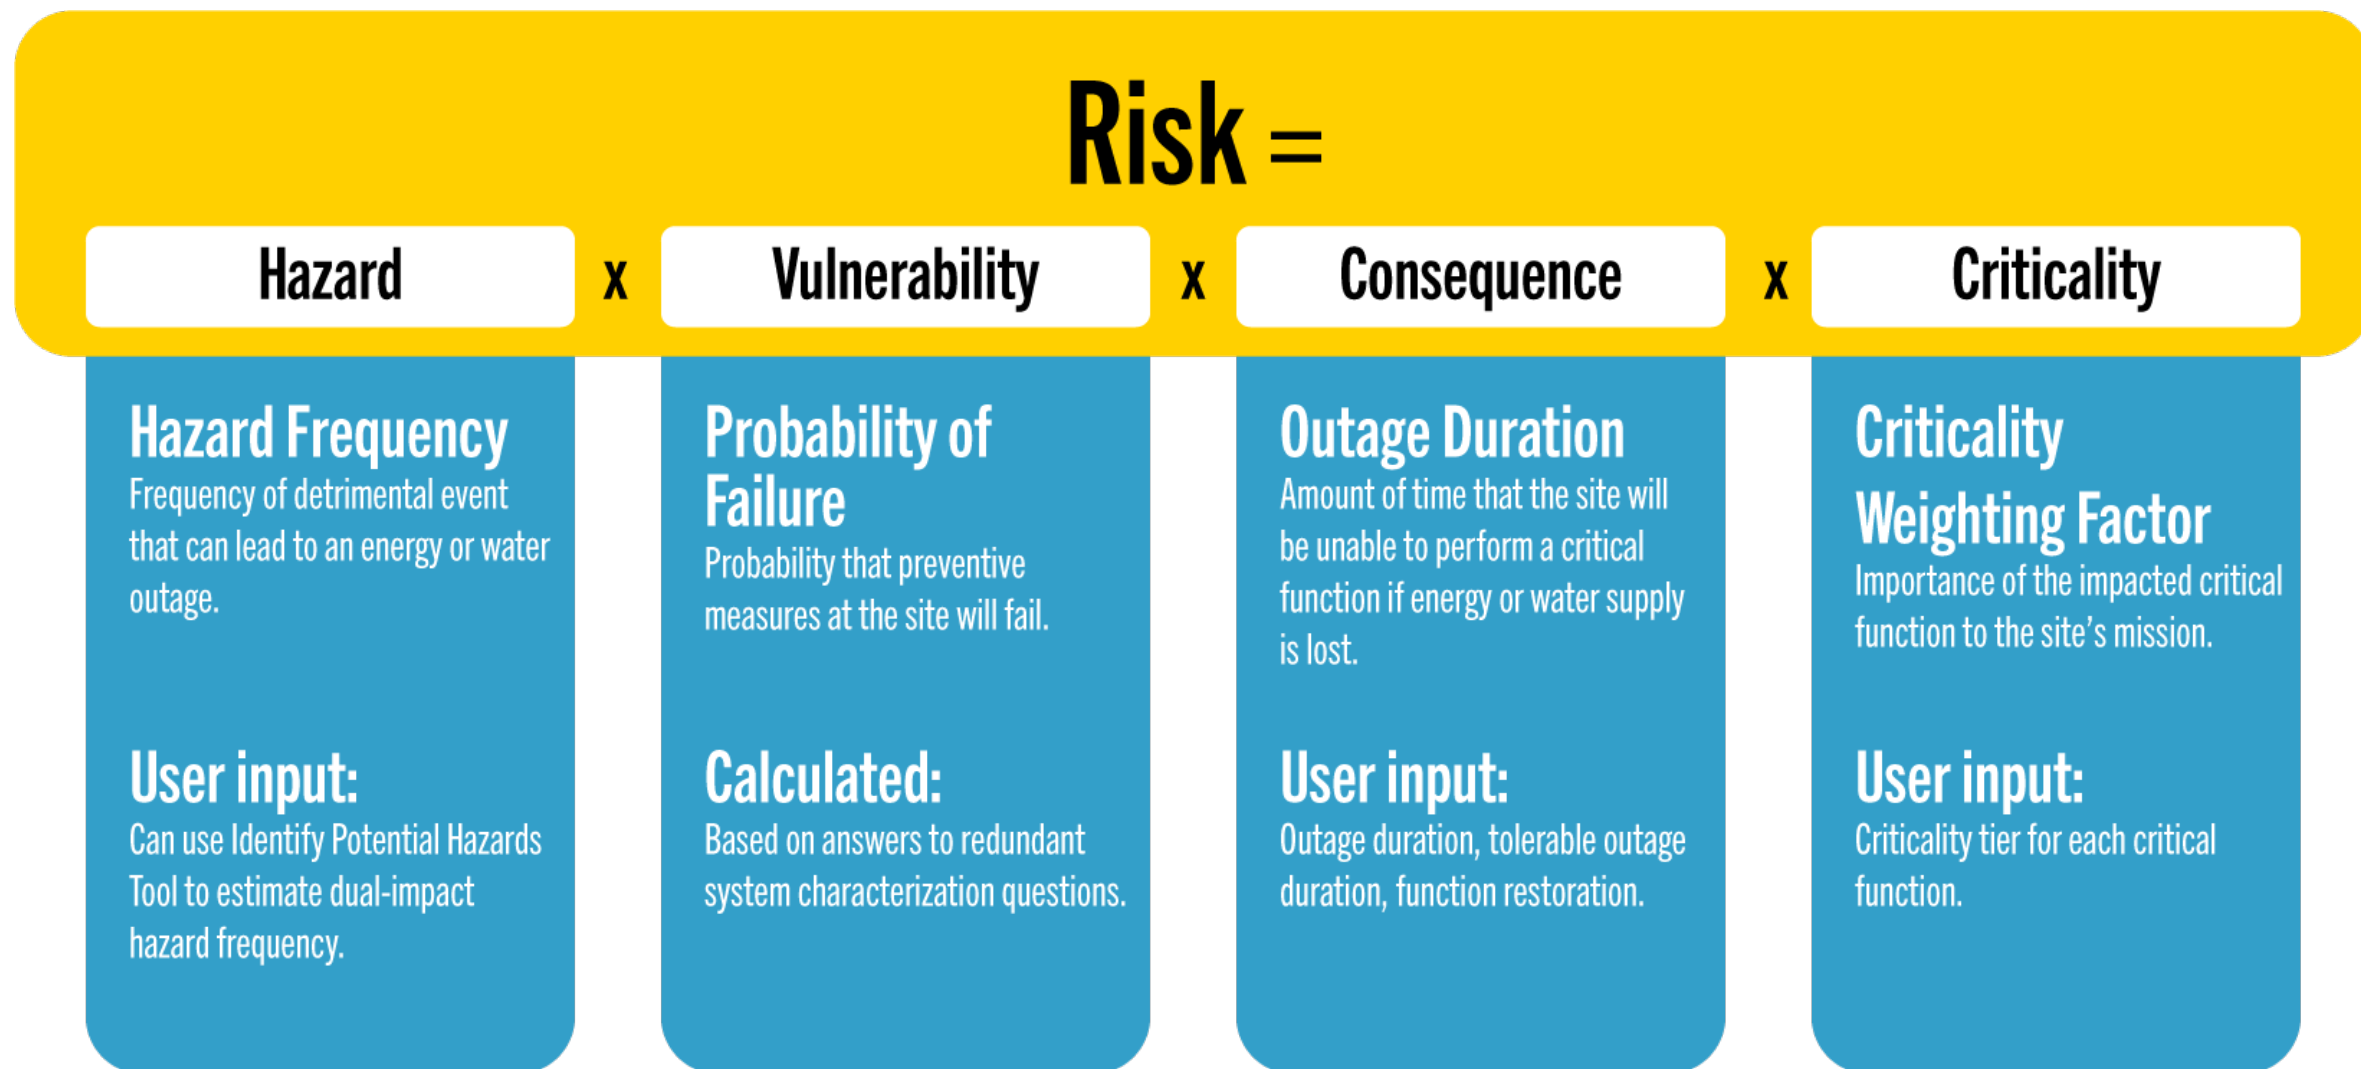 Risk =
Hazard x Vulnerability x Consequence x Criticality
Hazard Frequency
Frequency of detrimental event
that can lead to an energy or water
outage.
User input:
Can use Identify Potential Hazards
Tool to estimate dual-impact
hazard frequency.
Probability of
Failure
Probability that preventive
measures at the site will fail.
Calculated:
Based on answers to redundant
system characterization questions.
Outage Duration
Amount of time that the site will
be unable to perform a critical
function if energy or water supply
is lost.
User input:
Outage duration, tolerable outage
duration, function restoration.
Criticality
Weighting Factor
Importance of the impacted critical
function to the site’s mission.
User input:
Criticality tier for each critical
function.